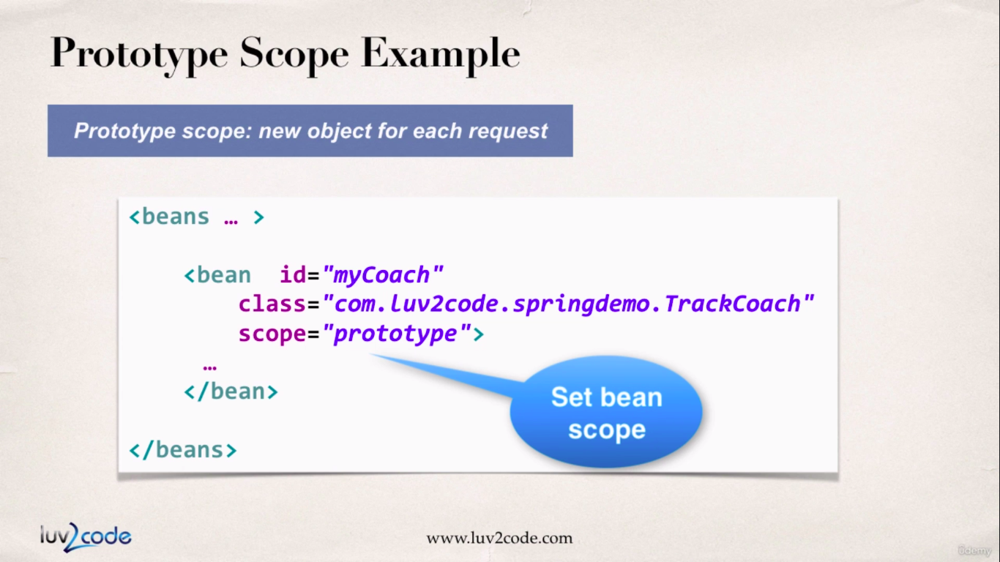 Prototype Scope Example
Prototype scope: new object for each request
<beans … >
<bean  id="myCoach"
class="com.luv2code.springdemo.TrackCoach"
scope="prototype">
…
</bean>
</beans>
Set bean
scope
luv2code
www.luv2code.com
ûdemy